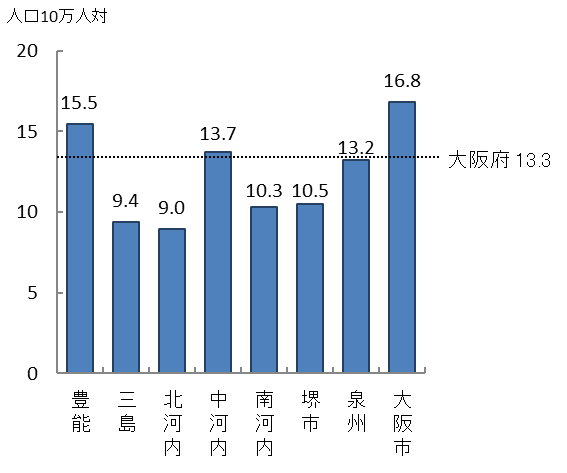 人口10万人対
20
15
10
5
0
15.5
9.4
9.0
13.7
10.3
10.5
13.2
16.8
大阪府 13.3
豊能
三島
北河内
中河内
南河内
堺市
泉州
大阪市